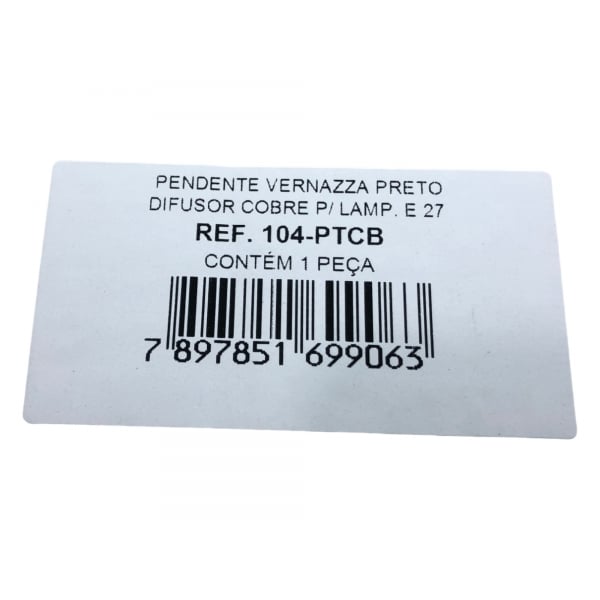 PENDENTE VERNAZZA PRETO
DIFUSOR COBRE P/ LAMP. E 27
REF. 104-PTCB
CONTÉM 1 PEÇA
7 897851 699063